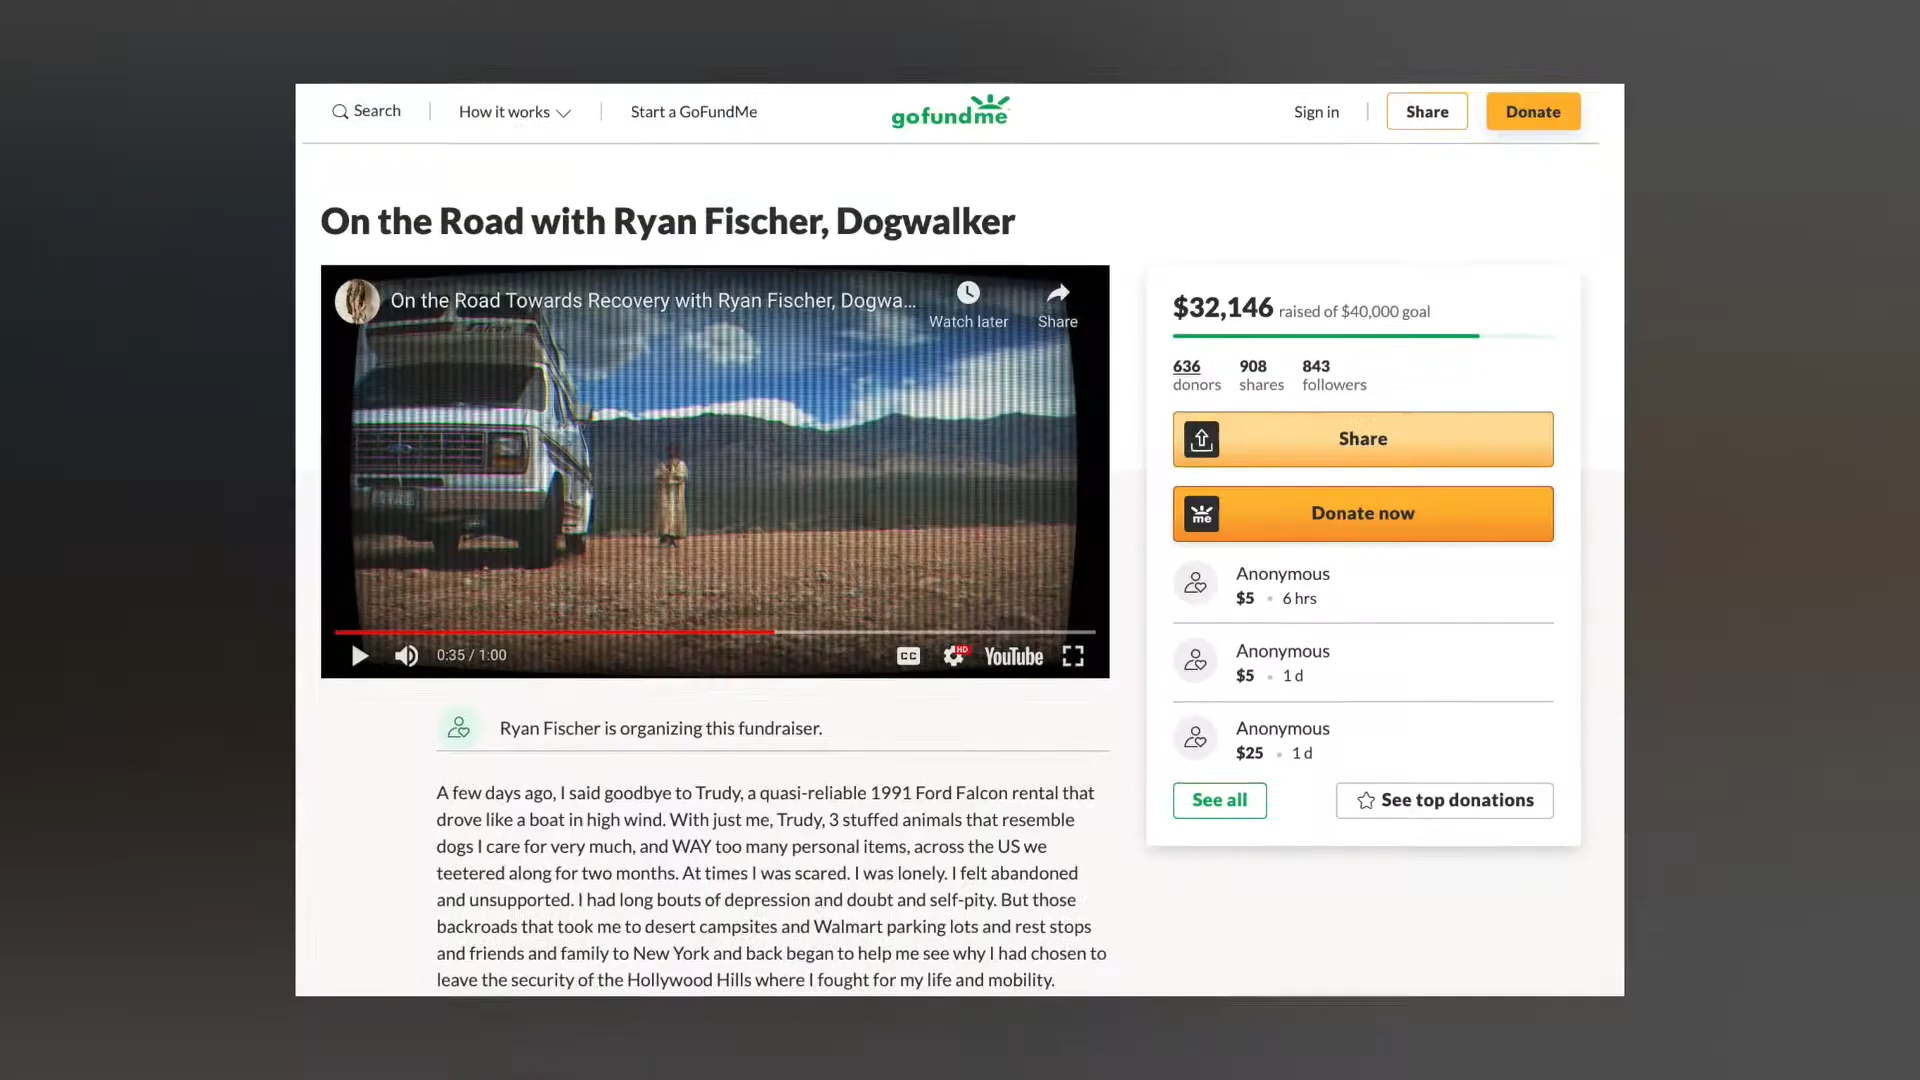 Search
How it works
Start a GoFundMe
gofundme
Sign in
Share
Donate
On the Road with Ryan Fischer, Dogwalker
On the Road Towards Recovery with Ryan Fischer, Dogwa...
Watch later
Share
0:35 / 1:00
CC
HD
YouTube
$32,146 raised of $40,000 goal
636 donors
908 shares
843 followers
Share
me
Donate now
Anonymous
$5 • 6 hrs
Anonymous
$5 • 1 d
Anonymous
$25 • 1 d
See all
See top donations
Ryan Fischer is organizing this fundraiser.
A few days ago, I said goodbye to Trudy, a quasi-reliable 1991 Ford Falcon rental that
drove like a boat in high wind. With just me, Trudy, 3 stuffed animals that resemble
dogs I care for very much, and WAY too many personal items, across the US we
teetered along for two months. At times I was scared. I was lonely. I felt abandoned
and unsupported. I had long bouts of depression and doubt and self-pity. But those
backroads that took me to desert campsites and Walmart parking lots and rest stops
and friends and family to New York and back began to help me see why I had chosen to
leave the security of the Hollywood Hills where I fought for my life and mobility.